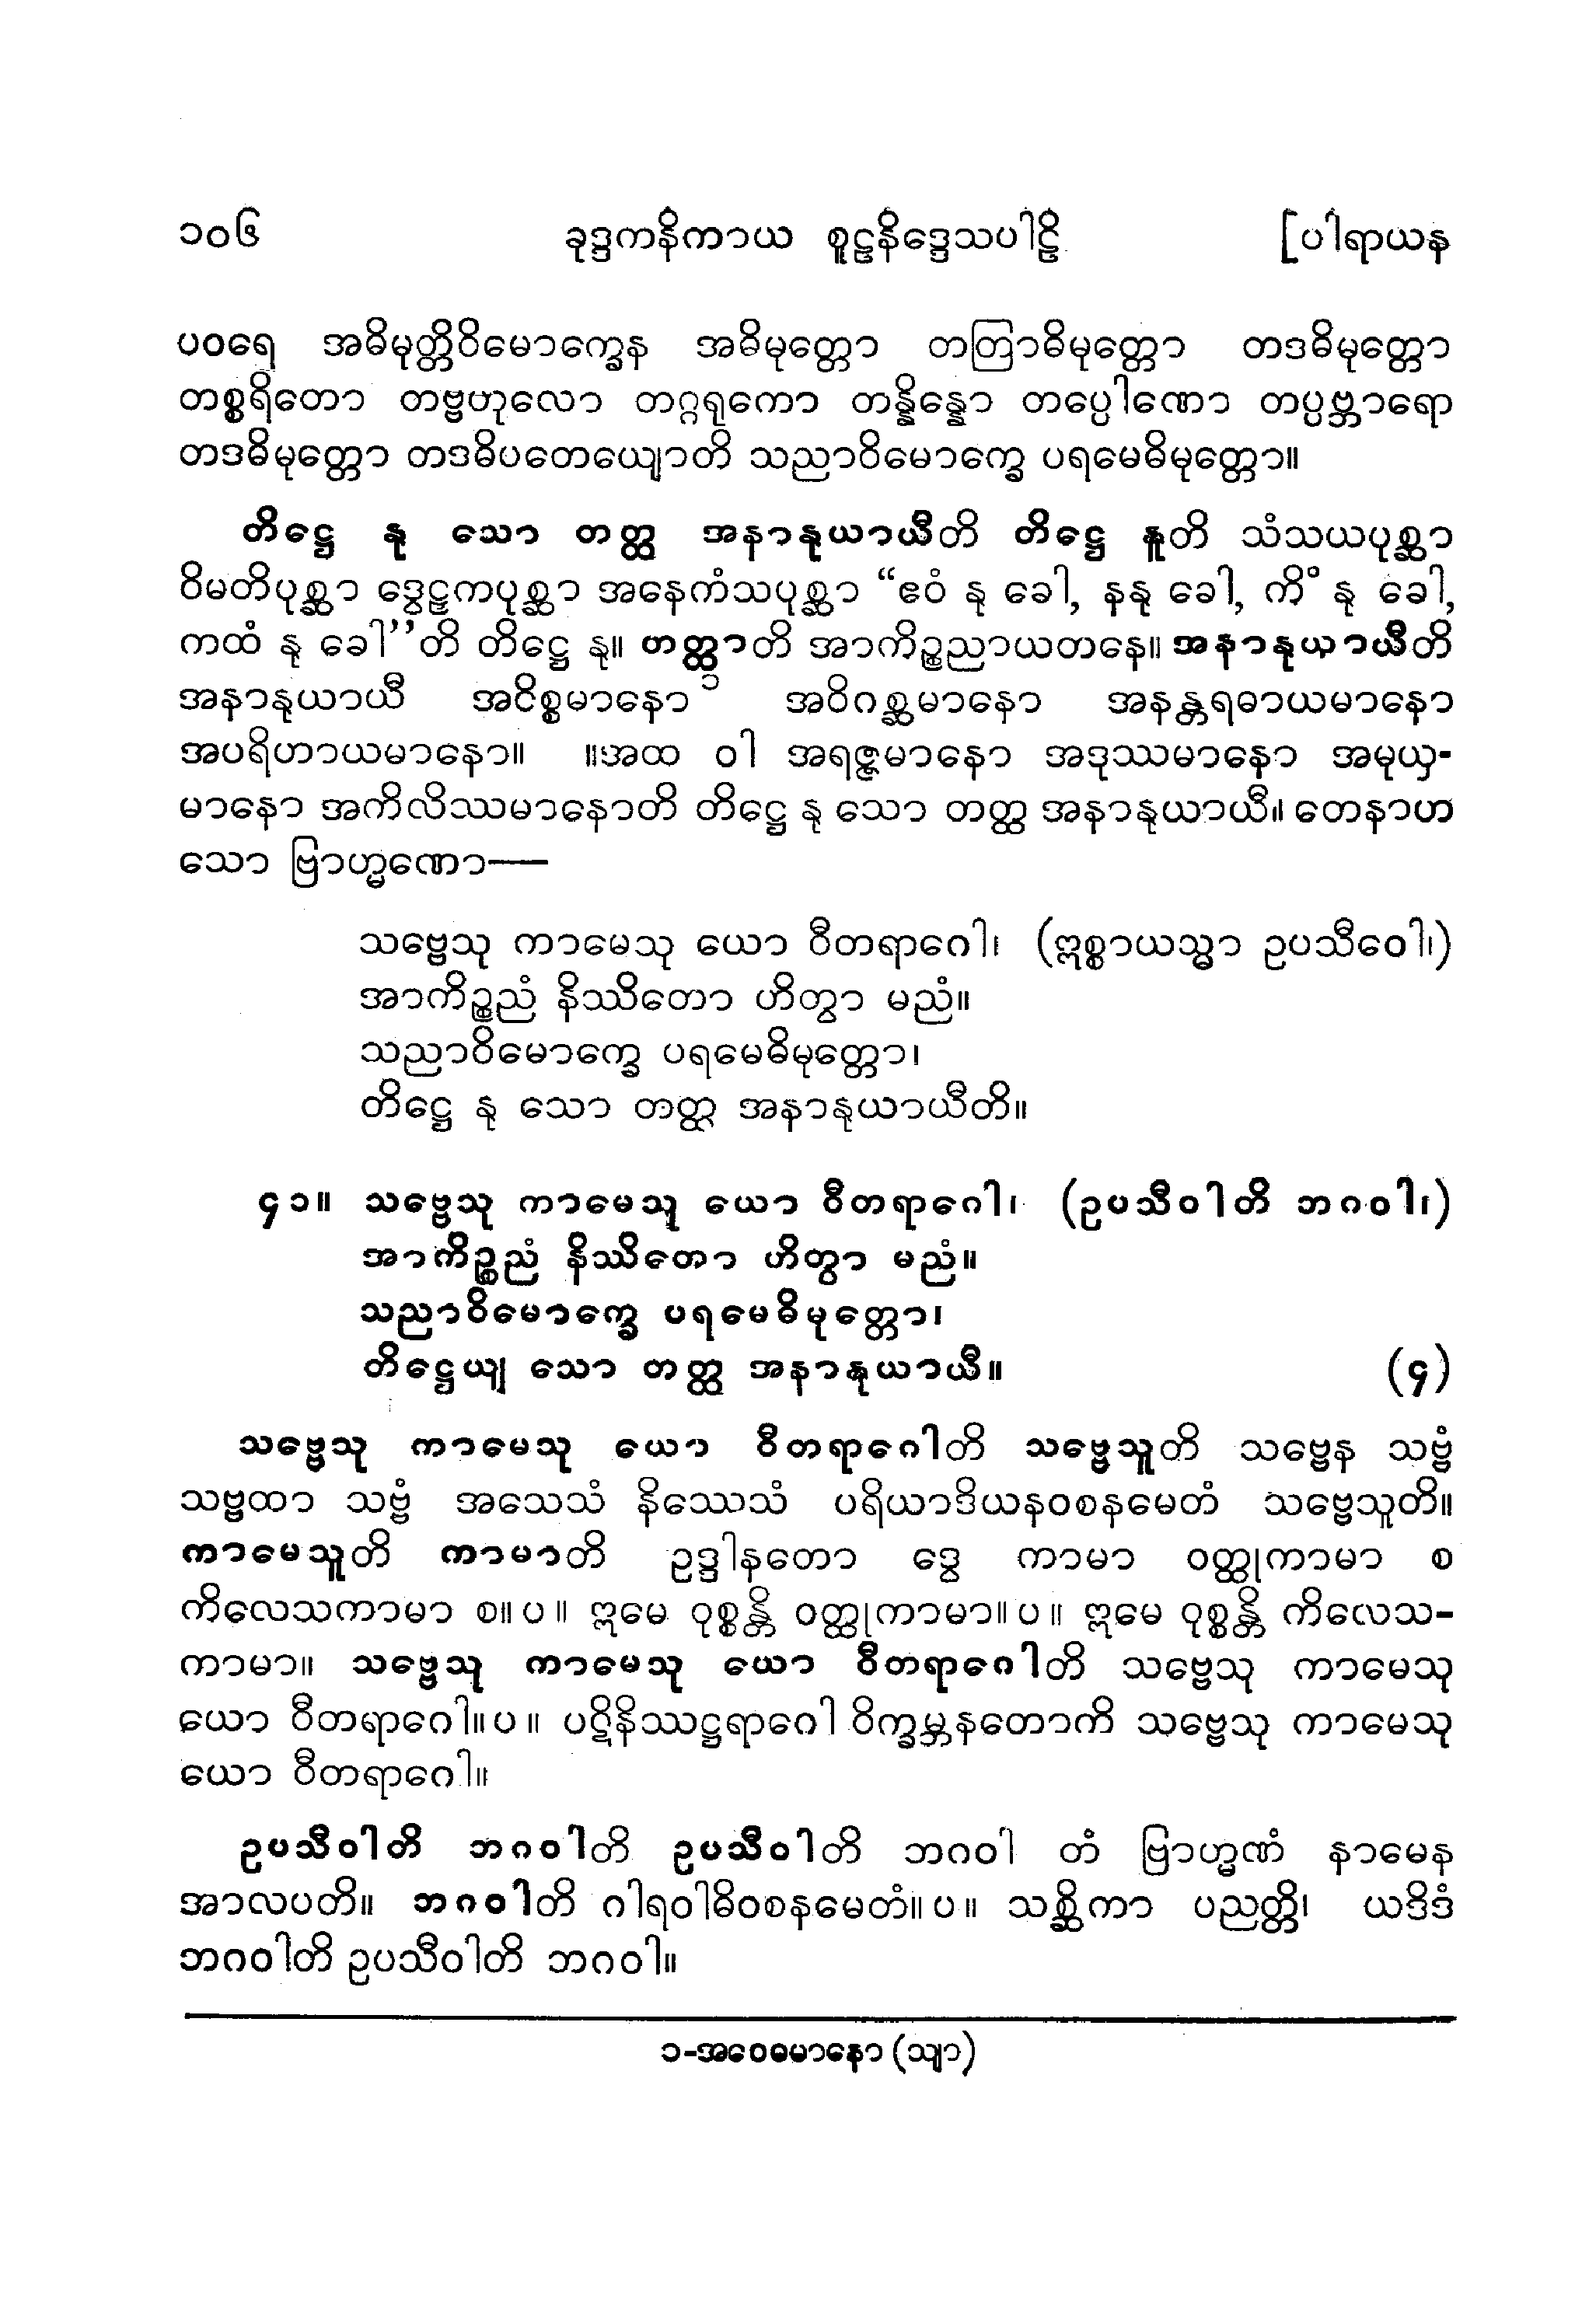 ၁၀၆ ခုဒ္ဒကနိကာယ စူဠနိဒ္ဒေသပါဠိ [ပါရာယန
ပဝရေ အဓိမုတ္တိဝိမောက္ခေန အဓိမုတ္တော တတြာဓိမုတ္တော တဒဓိမုတ္တော
တစ္စရိတော တဗ္ဗဟုလော တဂ္ဂရုကော တန္နိန္နော တပ္ပေါဏော တပ္ပဗ္ဘာရော
တဒဓိမုတ္တော တဒဓိပတေယျောတိ သညာဝိမောက္ခေ ပရမေဓိမုတ္တော။
တိဋ္ဌေ နု သော တတ္ထ အနာနုယာယီတိ တိဋ္ဌေ နူတိ သံသယပုစ္ဆာ
ဝိမတိပုစ္ဆာ ဒွေဠှကပုစ္ဆာ အနေကံသပုစ္ဆာ “ဧဝံ နု ခေါ, နနု ခေါ, ကိံ နု ခေါ,
ကထံ နု ခေါ”တိ တိဋ္ဌေ နု။ တတ္ထာတိ အာကိဉ္စညာယတနေ။ အနာနုယာယီတိ
အနာနုယာယီ အဝိစ္စမာနော ၁ အဝိဂစ္ဆမာနော အနန္တရဓာယမာနော
အပရိဟာယမာနော။ ။အထ ဝါ အရဇ္ဇမာနော အဒုဿမာနော အမုယှ-
မာနော အကိလိဿမာနောတိ တိဋ္ဌေ နု သော တတ္ထ အနာနုယာယီ။ တေနာဟ
သော ဗြာဟ္မဏော—
သဗ္ဗေသု ကာမေသု ယော ဝီတရာဂေါ၊ (ဣစ္စာယသ္မာ ဥပသီဝေါ၊)
အာကိဉ္စညံ နိဿိတော ဟိတွာ မညံ။
သညာဝိမောက္ခေ ပရမေဓိမုတ္တော၊
တိဋ္ဌေ နု သော တတ္ထ အနာနုယာယီတိ။
၄၁။ သဗ္ဗေသု ကာမေသု ယော ဝီတရာဂေါ၊ (ဥပသီဝါတိ ဘဂဝါ၊)
အာကိဉ္စညံ နိဿိတော ဟိတွာ မညံ။
သညာဝိမောက္ခေ ပရမေဓိမုတ္တော၊
တိဋ္ဌေယျ သော တတ္ထ အနာနုယာယီ။ (၄)
သဗ္ဗေသု ကာမေသု ယော ဝီတရာဂေါတိ သဗ္ဗေသူတိ သဗ္ဗေန သဗ္ဗံ
သဗ္ဗထာ သဗ္ဗံ အသေသံ နိဿေသံ ပရိယာဒိယနဝစနမေတံ သဗ္ဗေသူတိ။
ကာမေသူတိ ကာမာတိ ဥဒ္ဒါနတော ဒွေ ကာမာ ဝတ္ထုကာမာ စ
ကိလေသကာမာ စ။ပ။ ဣမေ ဝုစ္စန္တိ ဝတ္ထုကာမာ။ပ။ ဣမေ ဝုစ္စန္တိ ကိလေသ-
ကာမာ။ သဗ္ဗေသု ကာမေသု ယော ဝီတရာဂေါတိ သဗ္ဗေသု ကာမေသု
ယော ဝီတရာဂေါ။ပ။ ပဋိနိဿဋ္ဌရာဂေါ ဝိက္ခမ္ဘနတောကိ သဗ္ဗေသု ကာမေသု
ယော ဝီတရာဂေါ။
ဥပသီဝါတိ ဘဂဝါတိ ဥပသီဝါတိ ဘဂဝါ တံ ဗြာဟ္မဏံ နာမေန
အာလပတိ။ ဘဂဝါတိ ဂါရဝါဓိဝစနမေတံ။ပ။ သစ္ဆိကာ ပညတ္တိ၊ ယဒိဒံ
ဘဂဝါတိ ဥပသီဝါတိ ဘဂဝါ။
၁-အဝေဓမာနော (သျာ)